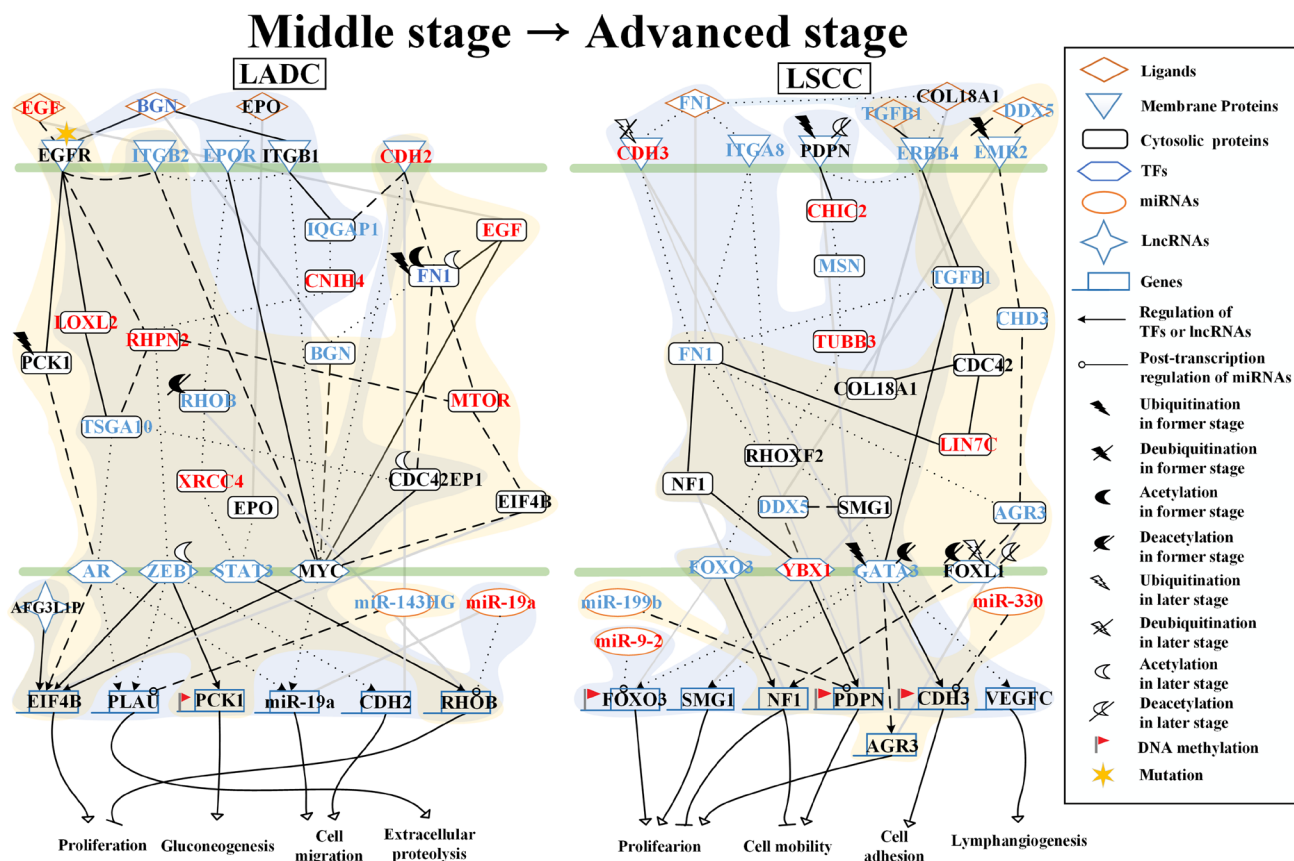 Middle stage → Advanced stage
LADC
LSCC
EGF
BGN
EPO
EGFR
ITGB2
EPOR
ITGB1
CDH2
IQGAP1
EGF
CNIH4
FN1
LOXL2
RHPN2
PCK1
BGN
RHOB
MTOR
TSGA10
XRCC4
CDC42EP1
EPO
EIF4B
AR
ZEB1
STAT3
MYC
AFG3L1P
miR-143HG
miR-19a
EIF4B
PLAU
PCK1
miR-19a
CDH2
RHOB
Proliferation
Gluconeogenesis
Cell
migration
Extracellular
proteolysis
FN1
COL18A1
TGFB1
DDX5
CDH3
ITGA8
PDPN
ERBB4
EMR2
CHIC2
MSN
TGFB1
CHD3
TUBB3
FN1
CDC42
COL18A1
LIN7C
RHOXF2
NF1
DDX5
SMG1
AGR3
FOXO3
YBX1
GATA3
FOXL1
miR-199b
miR-330
miR-9-2
FOXO3
SMG1
NF1
PDPN
CDH3
VEGFC
AGR3
Profifearion
Cell mobility
Cell
adhesion
Lymphangiogenesis
Ligands
Membrane Proteins
Cytosolic proteins
TFs
miRNAs
LncRNAs
Genes
Regulation of
TFs or lncRNAs
Post-transcription
regulation of miRNAs
Ubiquitination
in former stage
Deubiquitination
in former stage
Acetylation
in former stage
Deacetylation
in former stage
Ubiquitination
in later stage
Deubiquitination
in later stage
Acetylation
in later stage
Deacetylation
in later stage
DNA methylation
Mutation